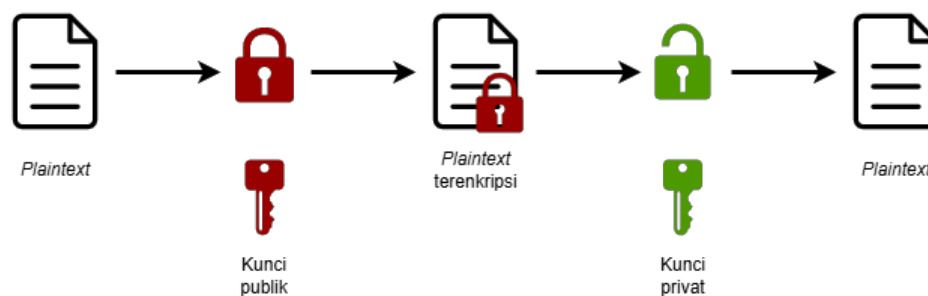 Plaintext
Kunci
publik
Plaintext
terenkripsi
Kunci
privat
Plaintext